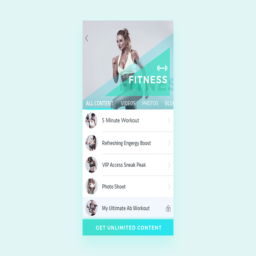 FITNESS
ALL CONTENT VIDEOS PHOTOS BLOG
5 Minute Workout
Refreshing Engergy Boost
VIP Access Sneak Peak
Photo Shoot
My Ultimate Ab Workout
GET UNLIMITED CONTENT